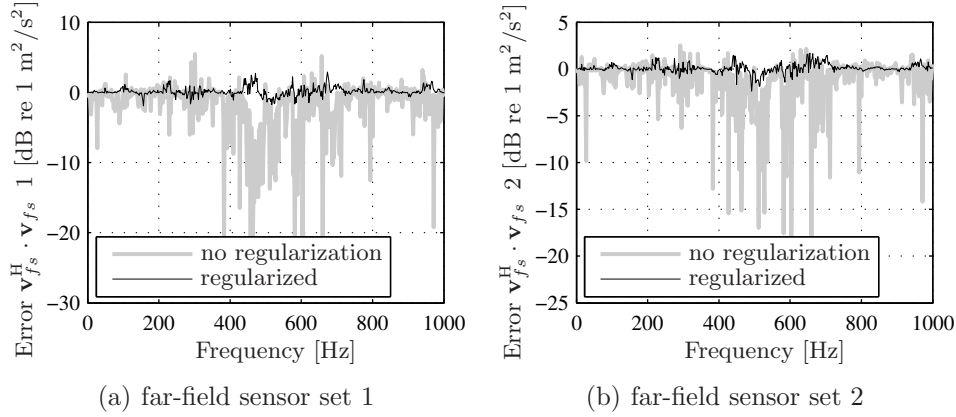 Error v_{fs}^H · v_{fs} 1 [dB re 1 m²/s²]
10
0
−10
−20
−30
no regularization
regularized
0 200 400 600 800 1000
Frequency [Hz]
(a) far-field sensor set 1
Error v_{fs}^H · v_{fs} 2 [dB re 1 m²/s²]
5
0
−5
−10
−15
−20
−25
no regularization
regularized
0 200 400 600 800 1000
Frequency [Hz]
(b) far-field sensor set 2